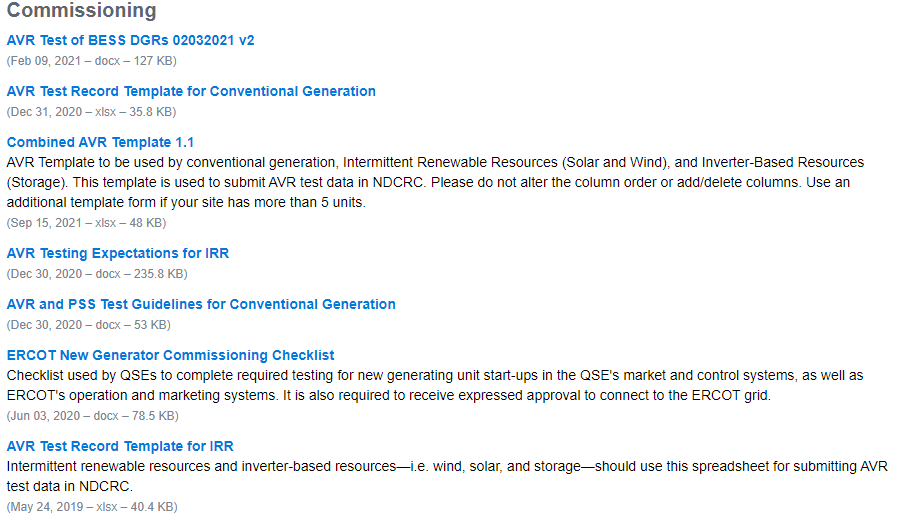 Commissioning
AVR Test of BESS DGRs 02032021 v2
(Feb 09, 2021 – docx – 127 KB)
AVR Test Record Template for Conventional Generation
(Dec 31, 2020 – xlsx – 35.8 KB)
Combined AVR Template 1.1
AVR Template to be used by conventional generation, Intermittent Renewable Resources (Solar and Wind), and Inverter-Based Resources
(Storage). This template is used to submit AVR test data in NDCRC. Please do not alter the column order or add/delete columns. Use an
additional template form if your site has more than 5 units.
(Sep 15, 2021 – xlsx – 48 KB)
AVR Testing Expectations for IRR
(Dec 30, 2020 – docx – 235.8 KB)
AVR and PSS Test Guidelines for Conventional Generation
(Dec 30, 2020 – docx – 53 KB)
ERCOT New Generator Commissioning Checklist
Checklist used by QSEs to complete required testing for new generating unit start-ups in the QSE's market and control systems, as well as
ERCOT's operation and marketing systems. It is also required to receive expressed approval to connect to the ERCOT grid.
(Jun 03, 2020 – docx – 78.5 KB)
AVR Test Record Template for IRR
Intermittent renewable resources and inverter-based resources—i.e. wind, solar, and storage—should use this spreadsheet for submitting AVR
test data in NDCRC.
(May 24, 2019 – xlsx – 40.4 KB)